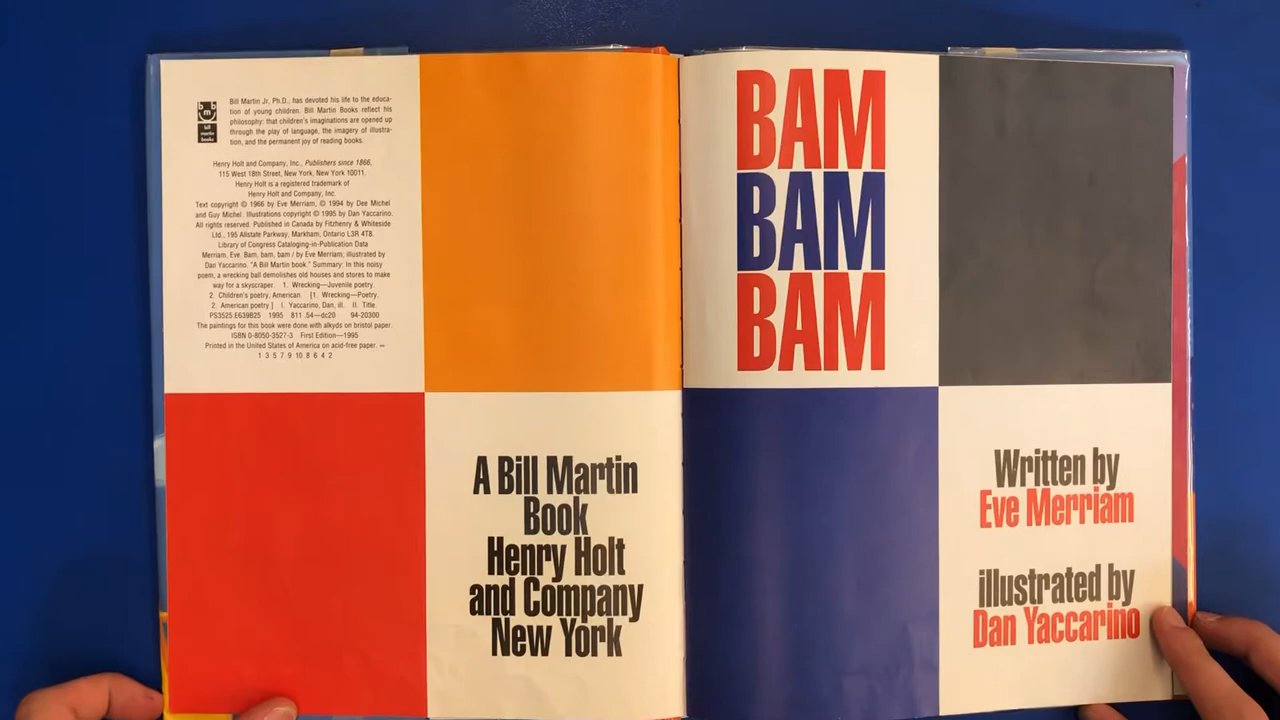 b b
m
bill
martin
books
Bill Martin Jr, Ph.D., has devoted his life to the educa-
tion of young children. Bill Martin Books reflect his
philosophy: that children's imaginations are opened up
through the play of language, the imagery of illustra-
tion, and the permanent joy of reading books.
Henry Holt and Company, Inc., Publishers since 1866,
115 West 18th Street, New York, New York 10011.
Henry Holt is a registered trademark of
Henry Holt and Company, Inc.
Text copyright © 1966 by Eve Merriam, © 1994 by Dee Michel
and Guy Michel. Illustrations copyright © 1995 by Dan Yaccarino.
All rights reserved. Published in Canada by Fitzhenry & Whiteside
Ltd., 195 Allstate Parkway, Markham, Ontario L3R 4T8.
Library of Congress Cataloging-in-Publication Data
Merriam, Eve. Bam, bam, bam / by Eve Merriam; illustrated by
Dan Yaccarino. "A Bill Martin book." Summary: In this noisy
poem, a wrecking ball demolishes old houses and stores to make
way for a skyscraper. 1. Wrecking—Juvenile poetry.
2. Children's poetry, American. [1. Wrecking—Poetry.
2. American poetry.] I. Yaccarino, Dan, ill. II. Title.
PS3525.E639B25 1995 811 .54—dc20 94-20300
The paintings for this book were done with alkyds on bristol paper.
ISBN 0-8050-3527-3 First Edition—1995
Printed in the United States of America on acid-free paper. ∞
1 3 5 7 9 10 8 6 4 2
A Bill Martin
Book
Henry Holt
and Company
New York
BAM
BAM
BAM
Written by
Eve Merriam
illustrated by
Dan Yaccarino